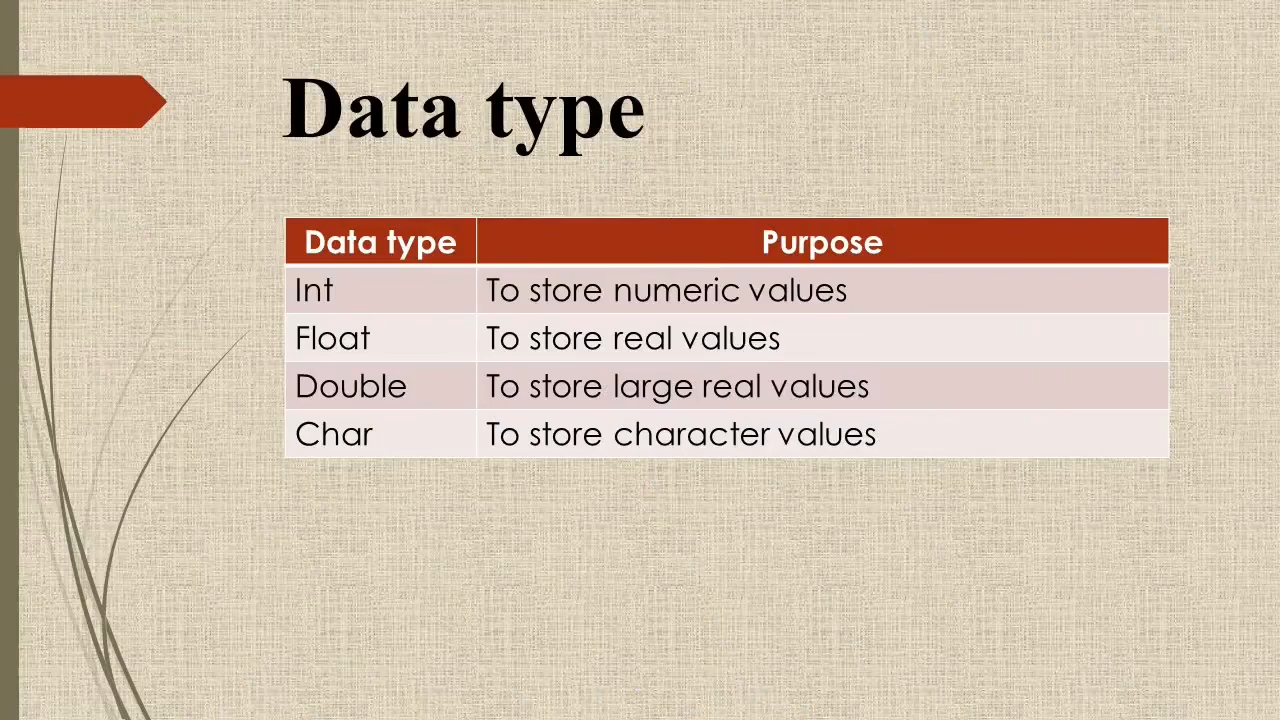 Data type
Data type Purpose
Int To store numeric values
Float To store real values
Double To store large real values
Char To store character values